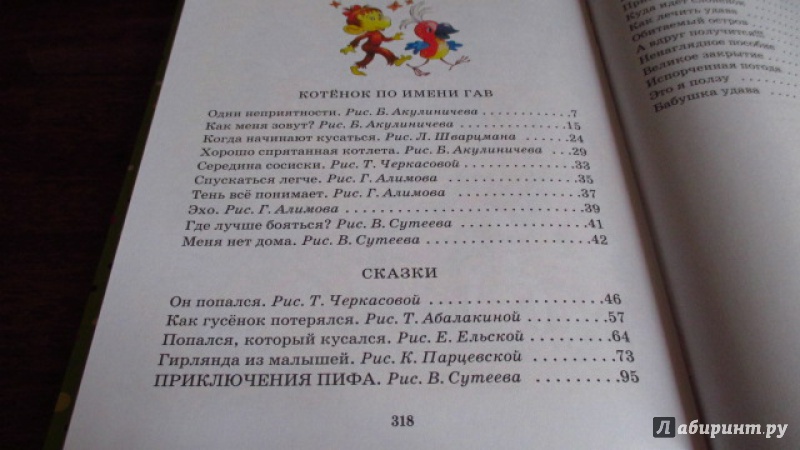 КОТЁНОК ПО ИМЕНИ ГАВ
Одни неприятности. Рис. Б. Акулиничева . . . . . . . . . . . .7
Как меня зовут? Рис. Б. Акулиничева . . . . . . . . . . . . . .15
Когда начинают кусаться. Рис. Л. Шварцмана . . . . . . .24
Хорошо спрятанная котлета. Рис. Б. Акулиничева . . . .29
Середина сосиски. Рис. Т. Черкасовой . . . . . . . . . . . . .33
Спускаться легче. Рис. Г. Алимова . . . . . . . . . . . . . . .35
Тень всё понимает. Рис. Г. Алимова . . . . . . . . . . . . . .37
Эхо. Рис. Г. Алимова . . . . . . . . . . . . . . . . . . . . . . . .39
Где лучше бояться? Рис. В. Сутеева . . . . . . . . . . . . . .41
Меня нет дома. Рис. В. Сутеева . . . . . . . . . . . . . . . . .42
СКАЗКИ
Он попался. Рис. Т. Черкасовой . . . . . . . . . . . . . . . . .46
Как гусёнок потерялся. Рис. Т. Абалакиной . . . . . . . . .57
Попался, который кусался. Рис. Е. Ельской . . . . . . . . .64
Гирлянда из малышей. Рис. К. Парцевской . . . . . . . . .73
ПРИКЛЮЧЕНИЯ ПИФА. Рис. В. Сутеева . . . . . . . . .95
318
Куда идёт слонёнок
Как лечить удава
Обитаемый остров
А вдруг получится!!!
Ненаглядное пособие
Великое закрытие
Испорченная погода
Это я ползу
Бабушка удава
Лабиринт.ру